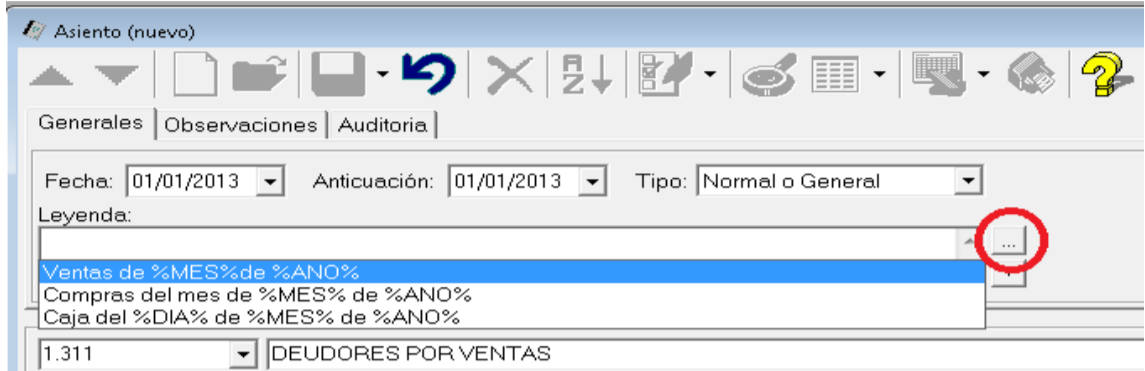 Asiento (nuevo)
Generales Observaciones Auditoria
Fecha: 01/01/2013 Anticuación: 01/01/2013 Tipo: Normal o General
Leyenda:
...
Ventas de %MES%de %ANO%
Compras del mes de %MES% de %ANO%
Caja del %DIA% de %MES% de %ANO%
1.311 DEUDORES POR VENTAS